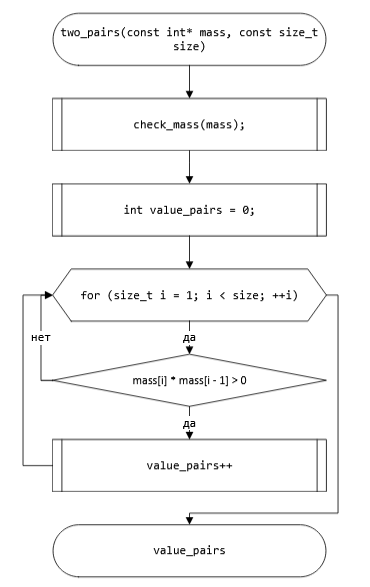 two_pairs(const int* mass, const size_t
size)
check_mass(mass);
int value_pairs = 0;
for (size_t i = 1; i < size; ++i)
нет
да
mass[i] * mass[i - 1] > 0
да
value_pairs++
value_pairs